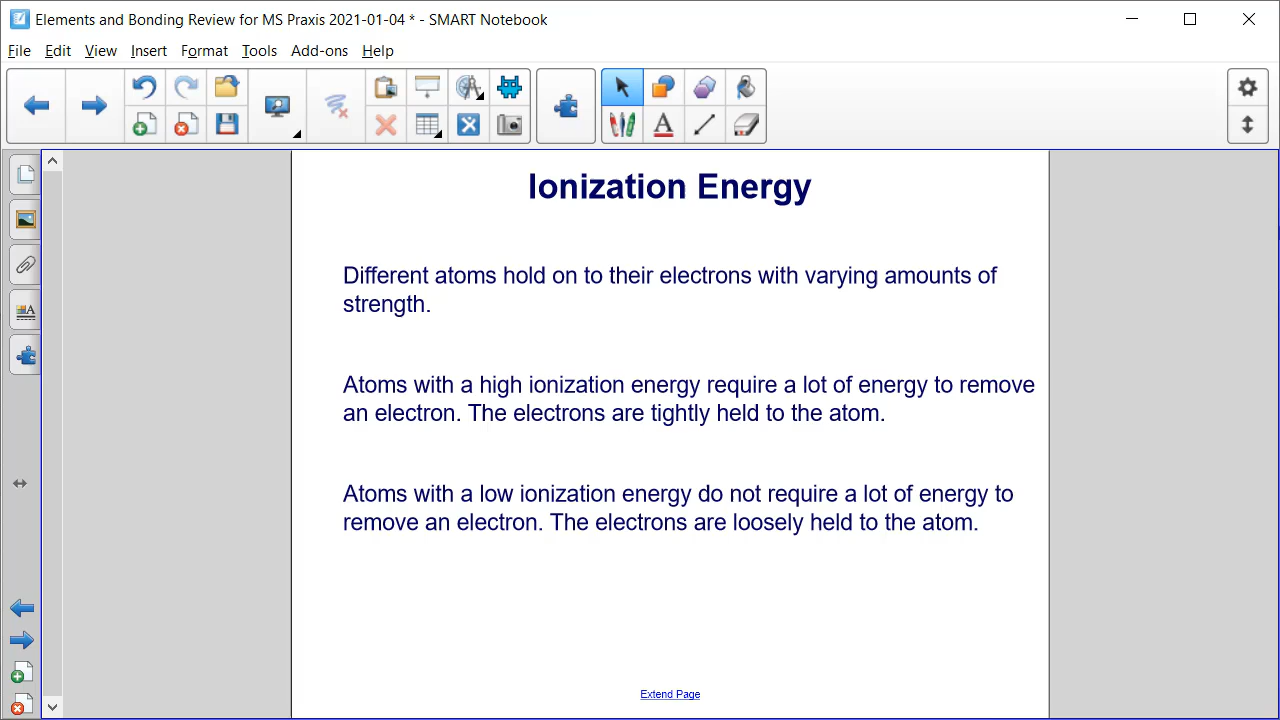 Elements and Bonding Review for MS Praxis 2021-01-04 * - SMART Notebook
File Edit View Insert Format Tools Add-ons Help
Ionization Energy
Different atoms hold on to their electrons with varying amounts of
strength.
Atoms with a high ionization energy require a lot of energy to remove
an electron. The electrons are tightly held to the atom.
Atoms with a low ionization energy do not require a lot of energy to
remove an electron. The electrons are loosely held to the atom.
Extend Page